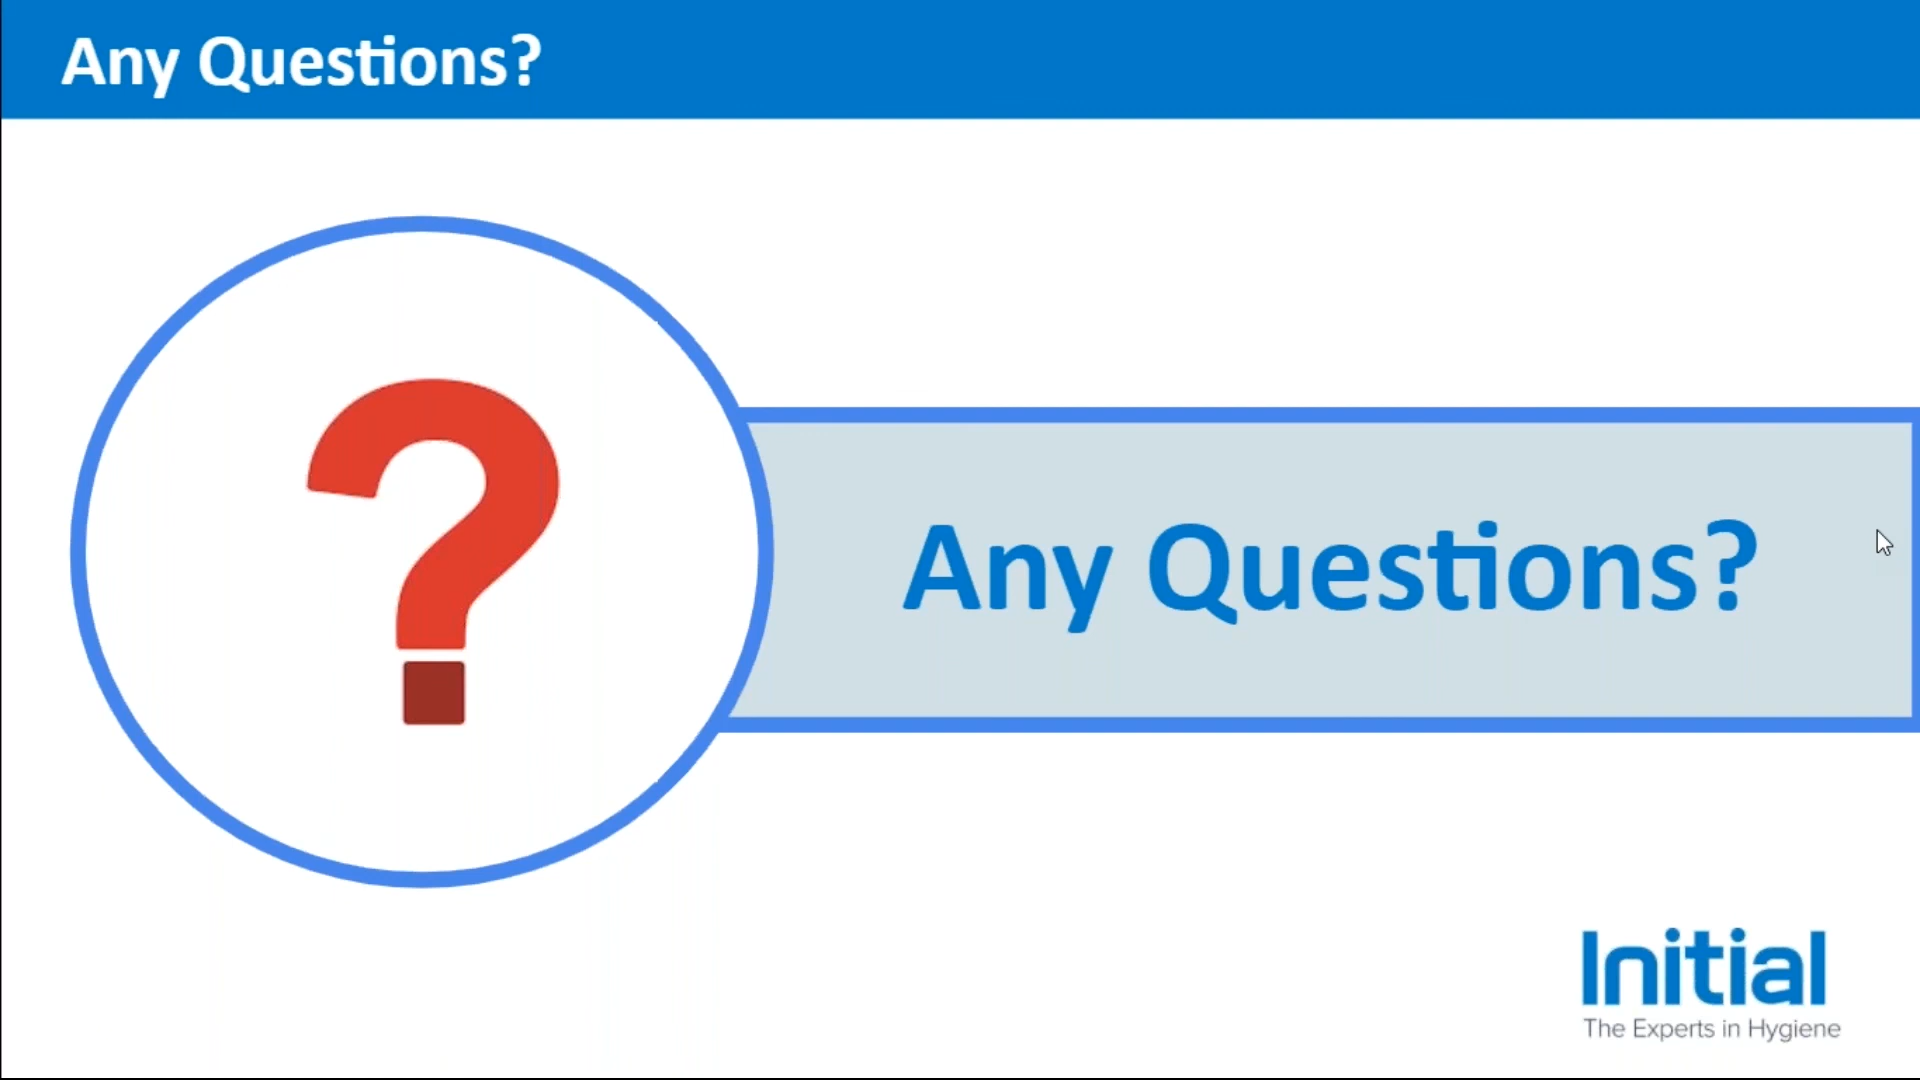 Any Questions?
?
Any Questions?
Initial
The Experts in Hygiene